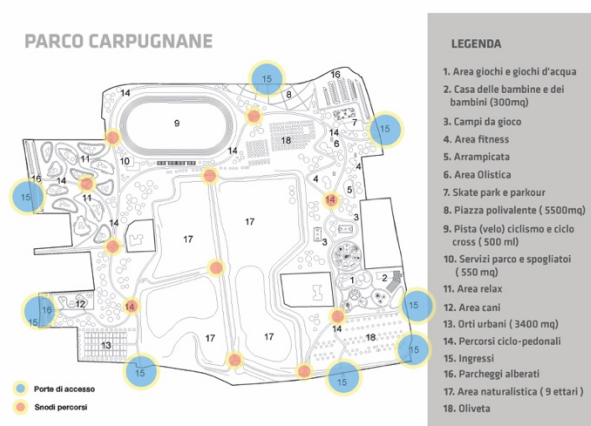 PARCO CARPUGNANE
LEGENDA
1. Area giochi e giochi d'acqua
2. Casa delle bambine e dei
bambini (300mq)
3. Campi da gioco
4. Area fitness
5. Arrampicata
6. Area Olistica
7. Skate park e parkour
8. Piazza polivalente ( 5500mq)
9. Pista (velo) ciclismo e ciclo
cross ( 500 ml)
10. Servizi parco e spogliatoi
( 550 mq)
11. Area relax
12. Area cani
13. Orti urbani ( 3400 mq)
14. Percorsi ciclo-pedonali
15. Ingressi
16. Parcheggi alberati
17. Area naturalistica ( 9 ettari )
18. Oliveta
15
16
14
8
7
9
14
15
18
6
14
4
10
11
16
14
15
11
4
5
14
17
17
3
3
1
2
14
16
12
15
14
15
17
17
14
18
13
15
15
15
Porte di accesso
Snodi percorsi